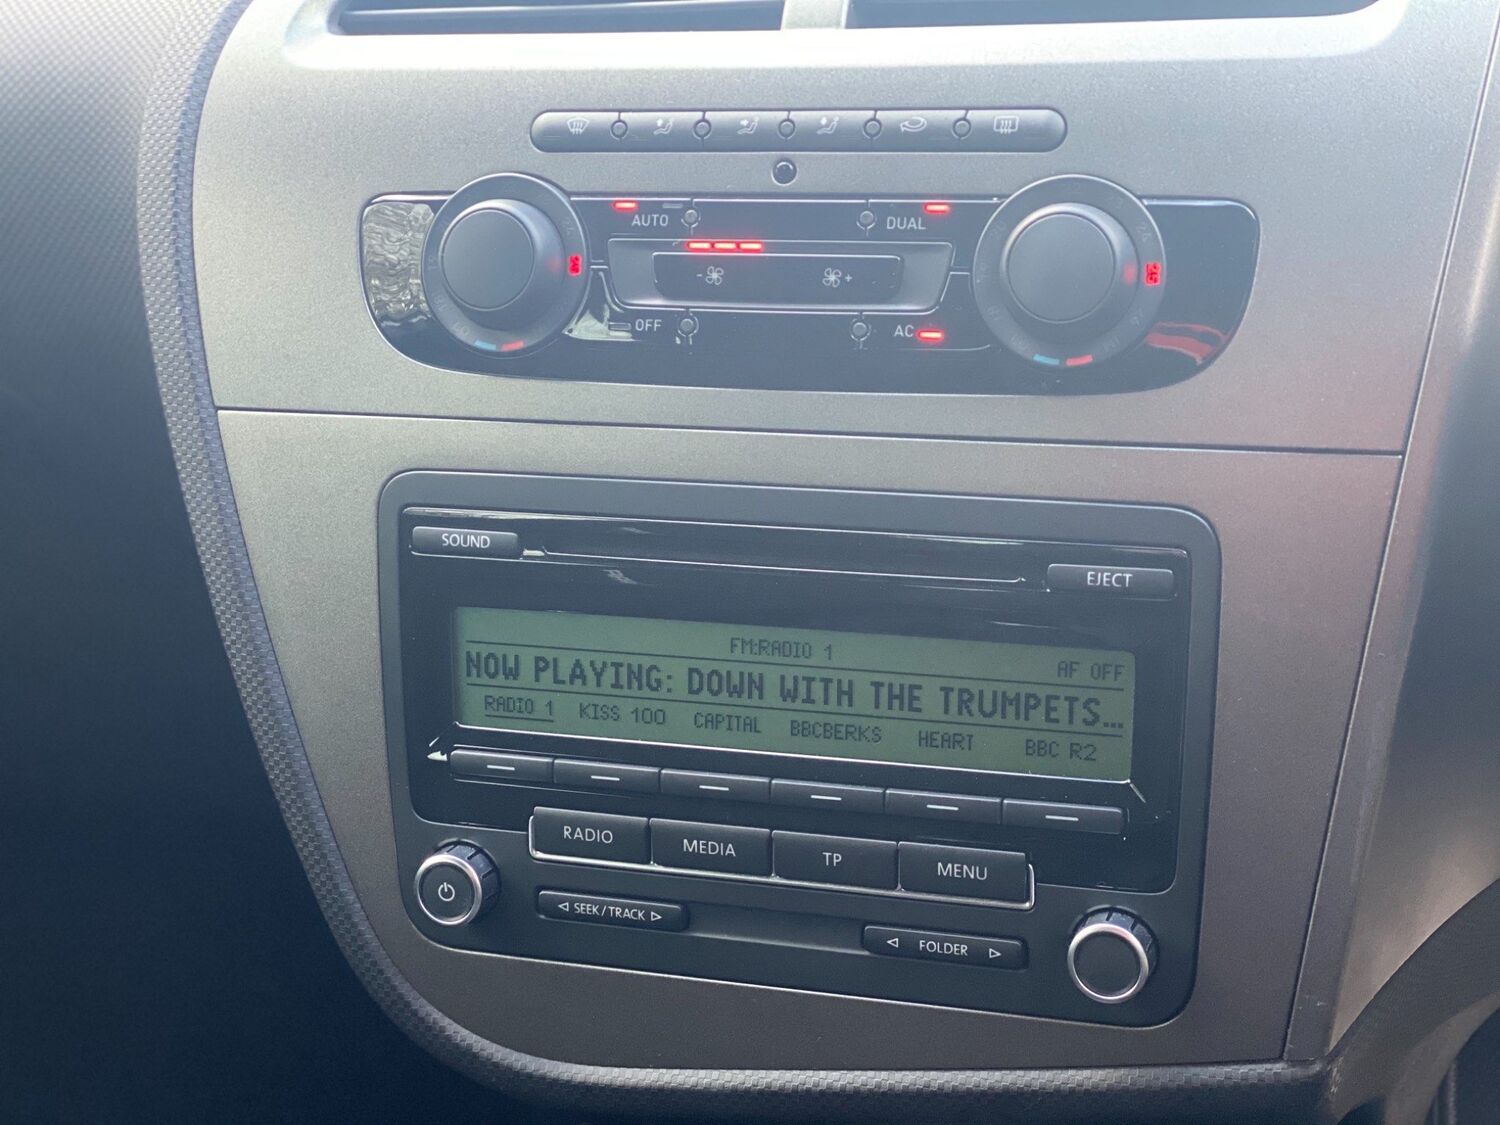 AUTO
DUAL
- +
OFF
AC
SOUND
EJECT
FM:RADIO 1
AF OFF
NOW PLAYING: DOWN WITH THE TRUMPETS...
RADIO 1 KISS 100 CAPITAL BBCBERKS HEART BBC R2
RADIO MEDIA TP MENU
SEEK/TRACK
FOLDER